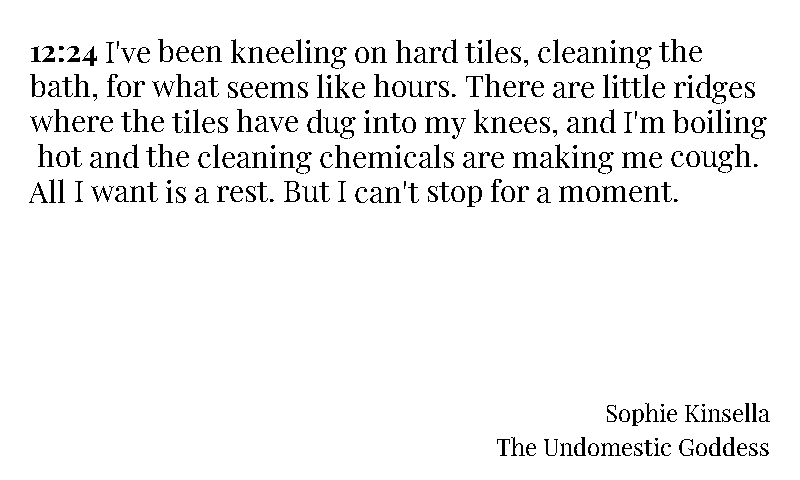 12:24 I've been kneeling on hard tiles, cleaning the
bath, for what seems like hours. There are little ridges
where the tiles have dug into my knees, and I'm boiling
hot and the cleaning chemicals are making me cough.
All I want is a rest. But I can't stop for a moment.
Sophie Kinsella
The Undomestic Goddess